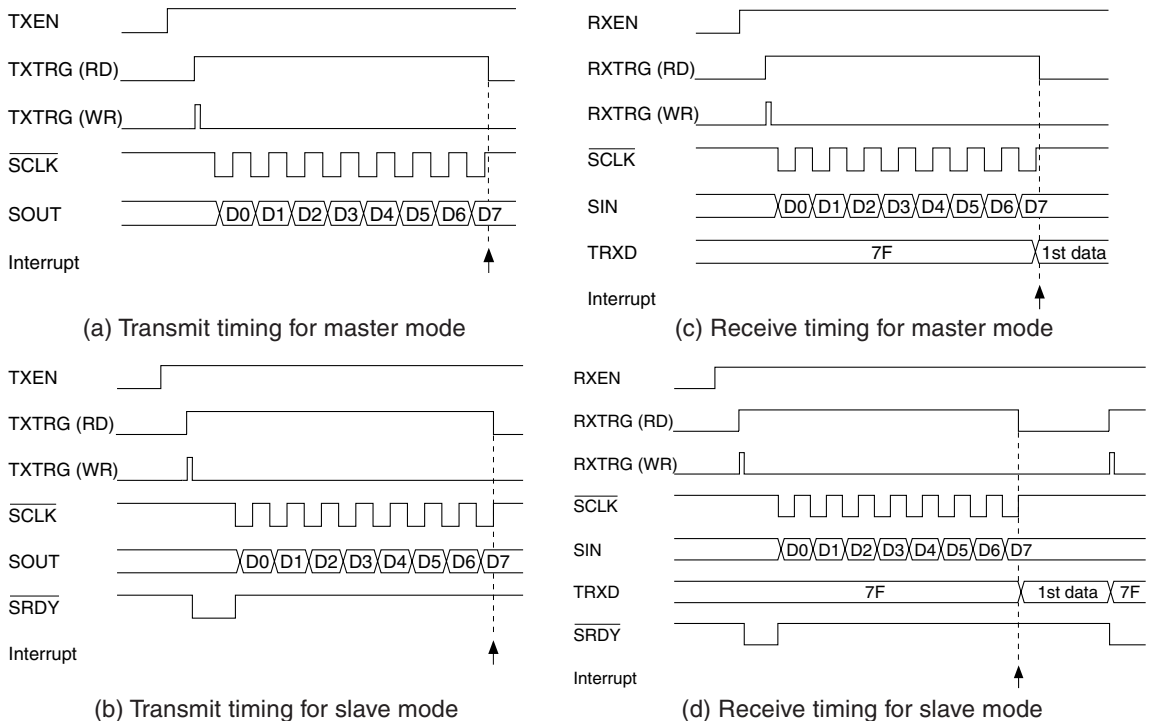 TXEN
TXTRG (RD)
TXTRG (WR)
SCLK
SOUT D0 D1 D2 D3 D4 D5 D6 D7
Interrupt
(a) Transmit timing for master mode
RXEN
RXTRG (RD)
RXTRG (WR)
SCLK
SIN D0 D1 D2 D3 D4 D5 D6 D7
TRXD 7F 1st data
Interrupt
(c) Receive timing for master mode
TXEN
TXTRG (RD)
TXTRG (WR)
SCLK
SOUT D0 D1 D2 D3 D4 D5 D6 D7
SRDY
Interrupt
(b) Transmit timing for slave mode
RXEN
RXTRG (RD)
RXTRG (WR)
SCLK
SIN D0 D1 D2 D3 D4 D5 D6 D7
TRXD 7F 1st data 7F
SRDY
Interrupt
(d) Receive timing for slave mode